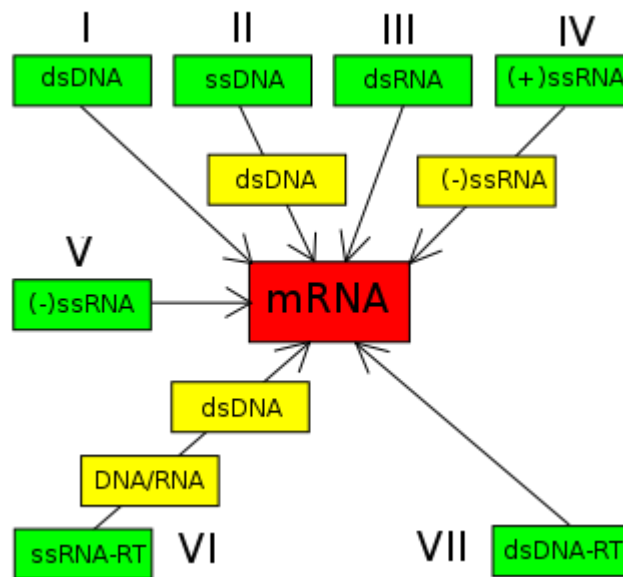 I
II
III
IV
dsDNA
ssDNA
dsRNA
(+)ssRNA
dsDNA
(-)ssRNA
V
(-)ssRNA
mRNA
dsDNA
DNA/RNA
ssRNA-RT
VI
VII
dsDNA-RT